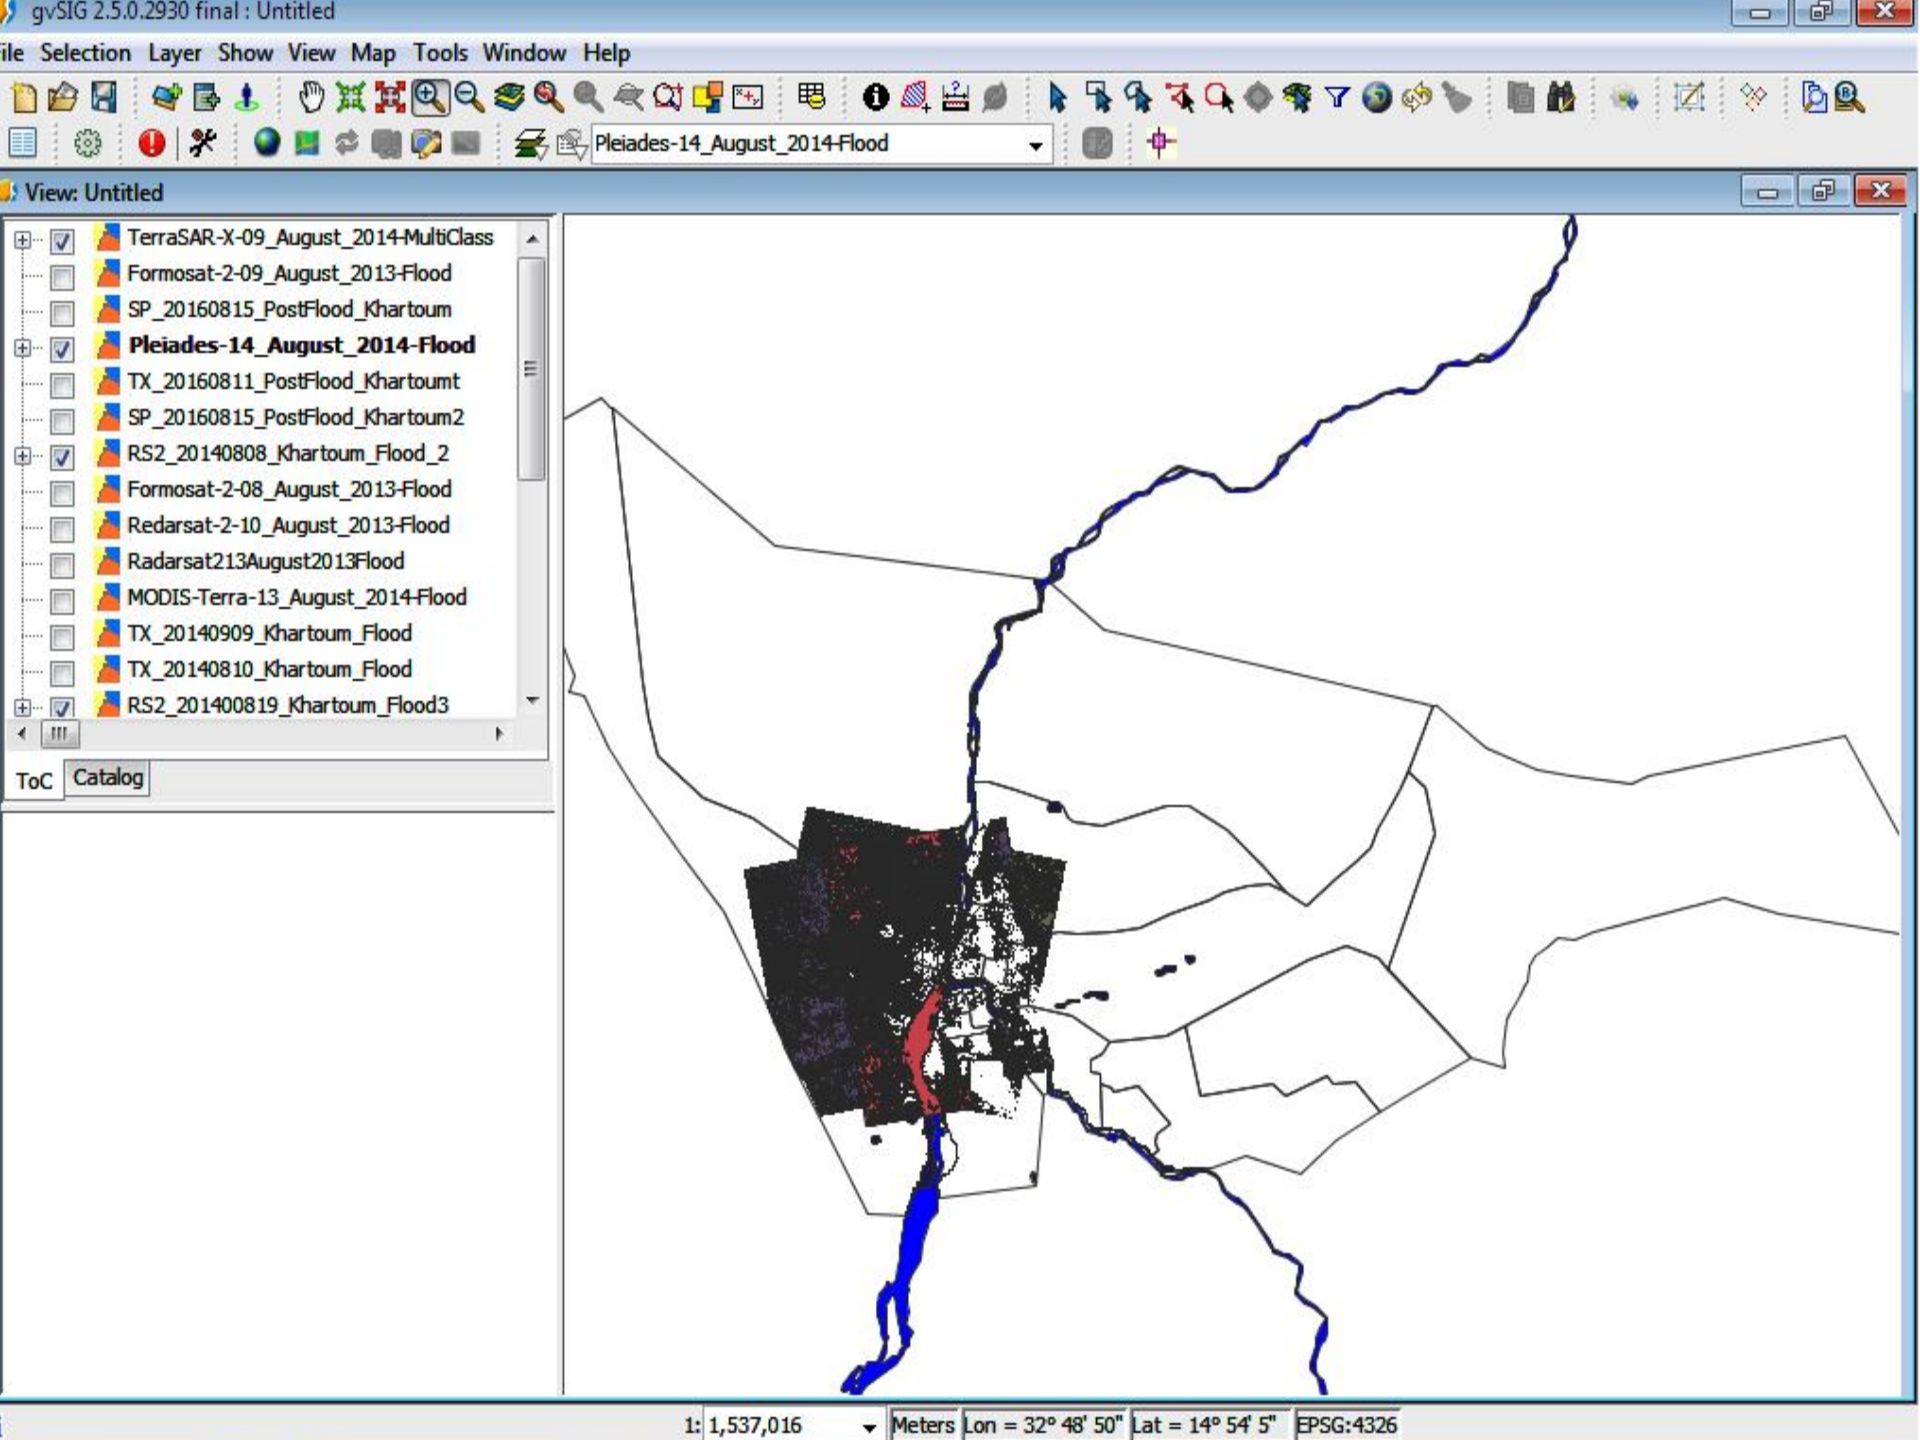 gvSIG 2.5.0.2930 final : Untitled
ile Selection Layer Show View Map Tools Window Help
Pleiades-14_August_2014-Flood
View: Untitled
TerraSAR-X-09_August_2014-MultiClass
Formosat-2-09_August_2013-Flood
SP_20160815_PostFlood_Khartoum
Pleiades-14_August_2014-Flood
TX_20160811_PostFlood_Khartoumt
SP_20160815_PostFlood_Khartoum2
RS2_20140808_Khartoum_Flood_2
Formosat-2-08_August_2013-Flood
Redarsat-2-10_August_2013-Flood
Radarsat213August2013Flood
MODIS-Terra-13_August_2014-Flood
TX_20140909_Khartoum_Flood
TX_20140810_Khartoum_Flood
RS2_201400819_Khartoum_Flood3
ToC Catalog
1: 1,537,016 Meters Lon = 32º 48' 50" Lat = 14º 54' 5" EPSG:4326